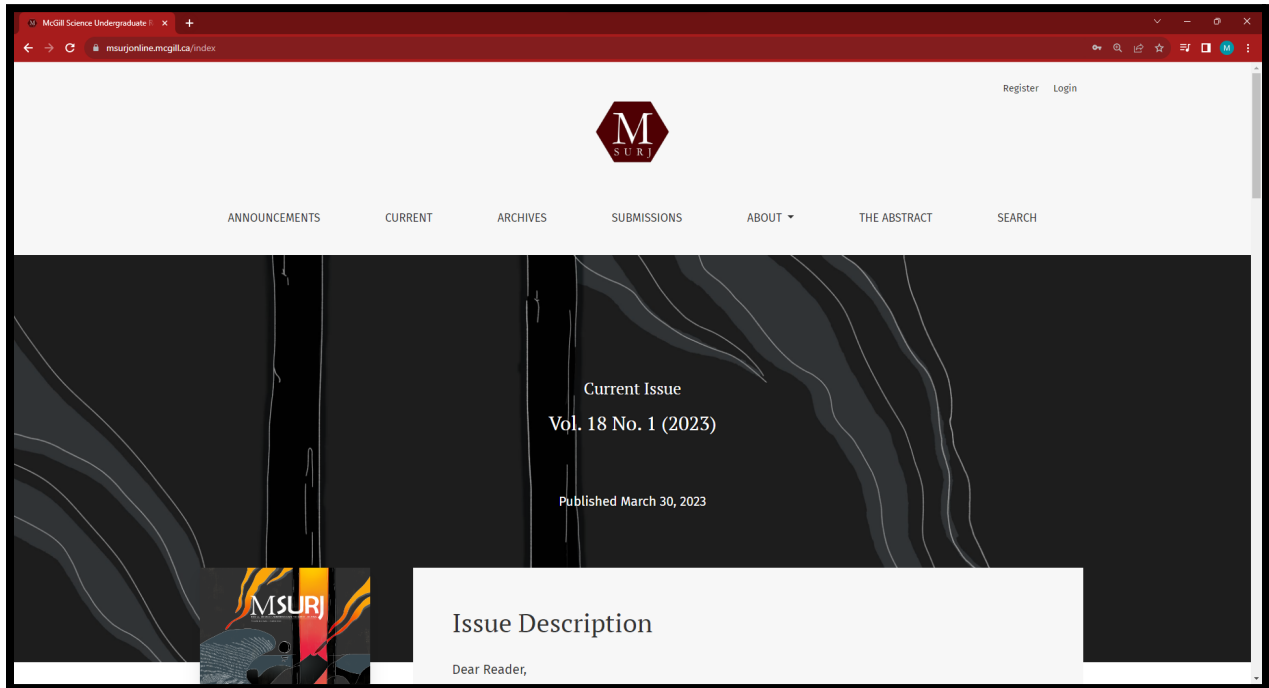 McGill Science Undergraduate R
msurjonline.mcgill.ca/index
M
Register Login
M
SURJ
ANNOUNCEMENTS CURRENT ARCHIVES SUBMISSIONS ABOUT THE ABSTRACT SEARCH
Current Issue
Vol. 18 No. 1 (2023)
Published March 30, 2023
MSURJ
Issue Description
Dear Reader,